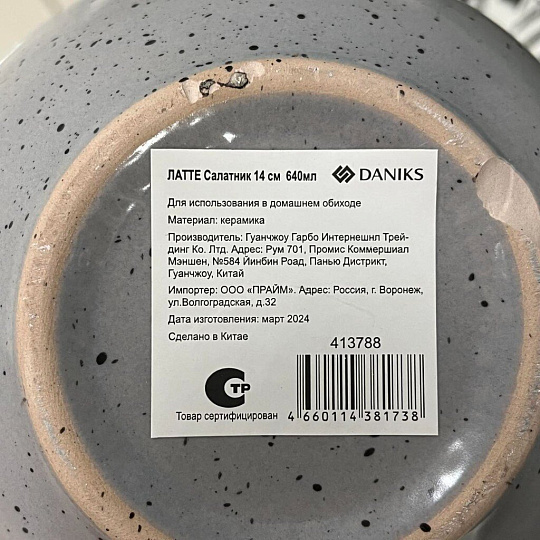 ЛАТТЕ Салатник 14 см 640мл DANIKS
Для использования в домашнем обиходе
Материал: керамика
Производитель: Гуанчжоу Гарбо Интернешнл Трей-
динг Ко. Лтд. Адрес: Рум 701, Промис Коммершиал
Мэншен, №584 Йинбин Роад, Панью Дистрикт,
Гуанчжоу, Китай
Импортер: ООО «ПРАЙМ». Адрес: Россия, г. Воронеж,
ул.Волгоградская, д.32
Дата изготовления: март 2024
Сделано в Китае
413788
СТР
Товар сертифицирован
4 660114 381738